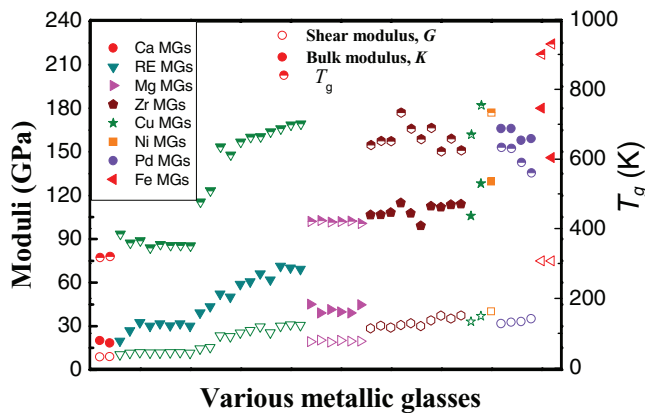 240
210
180
150
120
90
60
30
0
Moduli (GPa)
Ca MGs
RE MGs
Mg MGs
Zr MGs
Cu MGs
Ni MGs
Pd MGs
Fe MGs
Shear modulus, G
Bulk modulus, K
Tg
1000
800
600
400
200
0
Tg (K)
Various metallic glasses